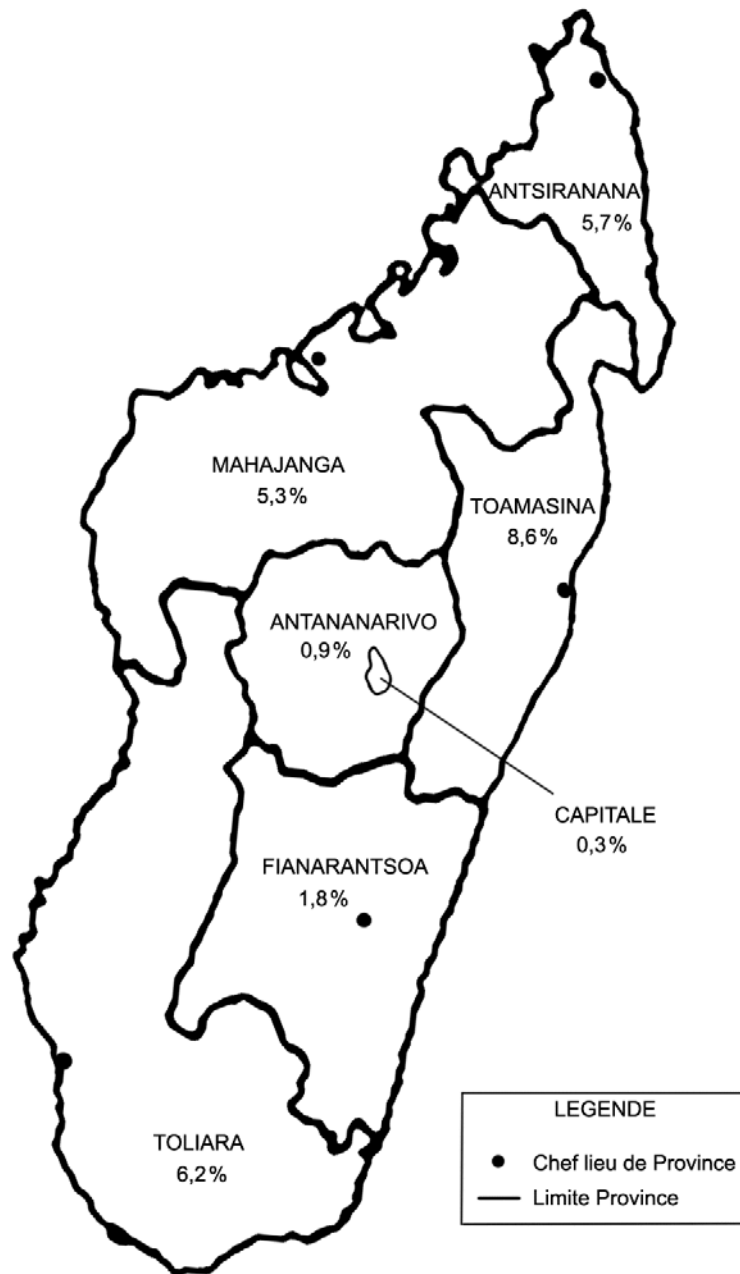 ANTSIRANANA
5,7%
MAHAJANGA
5,3%
TOAMASINA
8,6%
ANTANANARIVO
0,9%
CAPITALE
0,3%
FIANARANTSOA
1,8%
TOLIARA
6,2%
LEGENDE
Chef lieu de Province
Limite Province